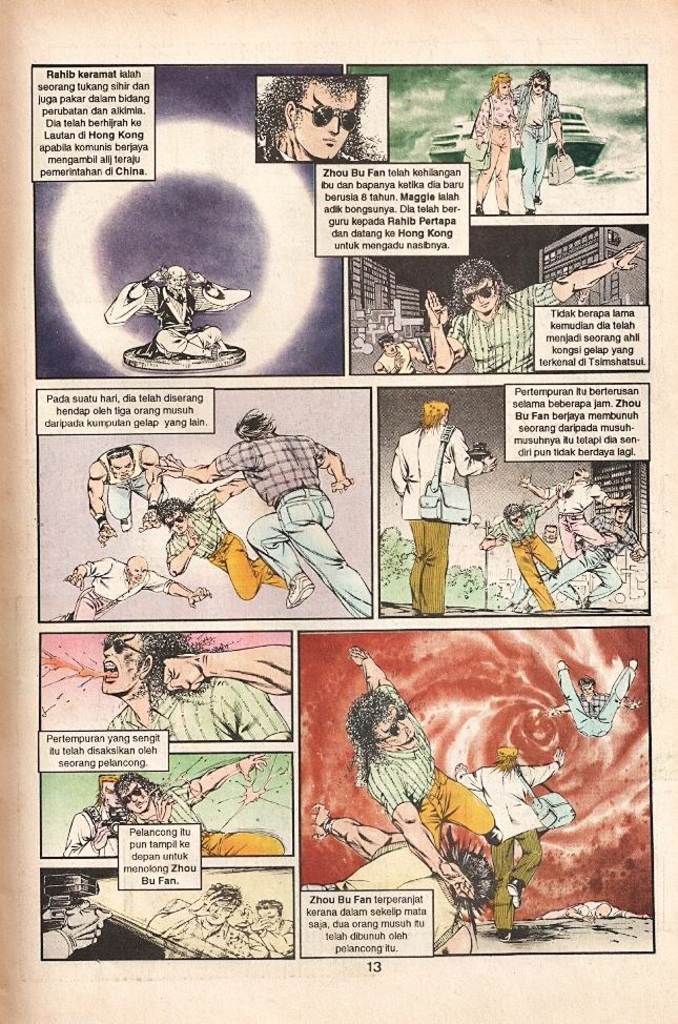 Rahib keramat ialah
seorang tukang sihir dan
juga pakar dalam bidang
perubatan dan alkimia.
Dia telah berhijrah ke
Lautan di Hong Kong
apabila komunis berjaya
mengambil alij teraju
pemerintahan di China.
Zhou Bu Fan telah kehilangan
ibu dan bapanya ketika dia baru
berusia 8 tahun. Maggie ialah
adik bongsunya. Dia telah ber-
guru kepada Rahib Pertapa
dan datang ke Hong Kong
untuk mengadu nasibnya.
Tidak berapa lama
kemudian dia telah
menjadi seorang ahli
kongsi gelap yang
terkenal di Tsimshatsui.
Pada suatu hari, dia telah diserang
hendap oleh tiga orang musuh
daripada kumpulan gelap yang lain.
Pertempuran itu berterusan
selama beberapa jam. Zhou
Bu Fan berjaya membunuh
seorang daripada musuh-
musuhnya itu tetapi dia sen-
diri pun tidak berdaya lagi.
Pertempuran yang sengit
itu telah disaksikan oleh
seorang pelancong.
Pelancong itu
pun tampil ke
depan untuk
menolong Zhou
Bu Fan.
Zhou Bu Fan terperanjat
kerana dalam sekelip mata
saja, dua orang musuh itu
telah dibunuh oleh
pelancong itu.
13